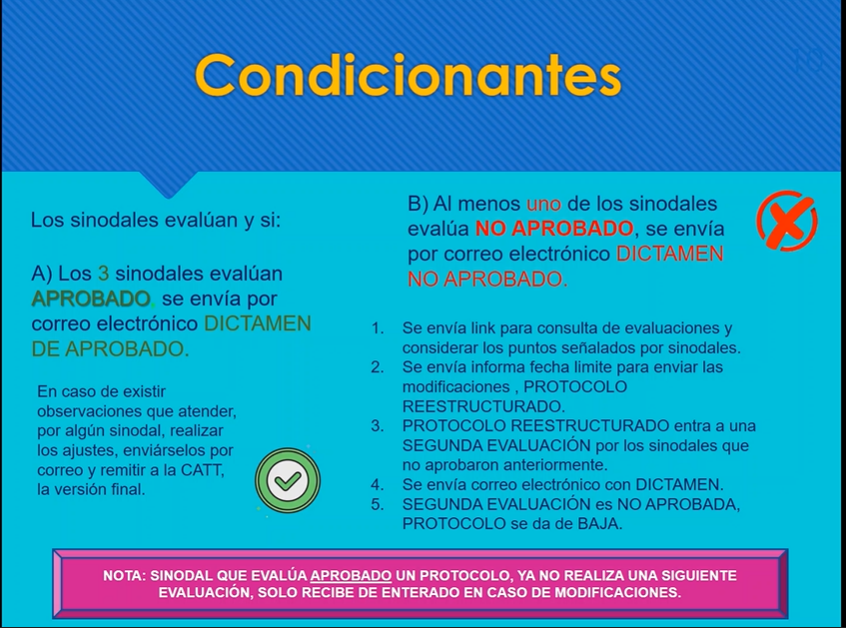 Condicionantes
Los sinodales evalúan y si:
A) Los 3 sinodales evalúan
APROBADO se envía por
correo electrónico DICTAMEN
DE APROBADO.
En caso de existir
observaciones que atender,
por algún sinodal, realizar
los ajustes, enviárselos por
correo y remitir a la CATT,
la versión final.
B) Al menos uno de los sinodales
evalúa NO APROBADO, se envía
por correo electrónico DICTAMEN
NO APROBADO.
1. Se envía link para consulta de evaluaciones y
considerar los puntos señalados por sinodales.
2. Se envía informa fecha limite para enviar las
modificaciones , PROTOCOLO
REESTRUCTURADO.
3. PROTOCOLO REESTRUCTURADO entra a una
SEGUNDA EVALUACIÓN por los sinodales que
no aprobaron anteriormente.
4. Se envía correo electrónico con DICTAMEN.
5. SEGUNDA EVALUACIÓN es NO APROBADA,
PROTOCOLO se da de BAJA.
NOTA: SINODAL QUE EVALÚA APROBADO UN PROTOCOLO, YA NO REALIZA UNA SIGUIENTE
EVALUACIÓN, SOLO RECIBE DE ENTERADO EN CASO DE MODIFICACIONES.